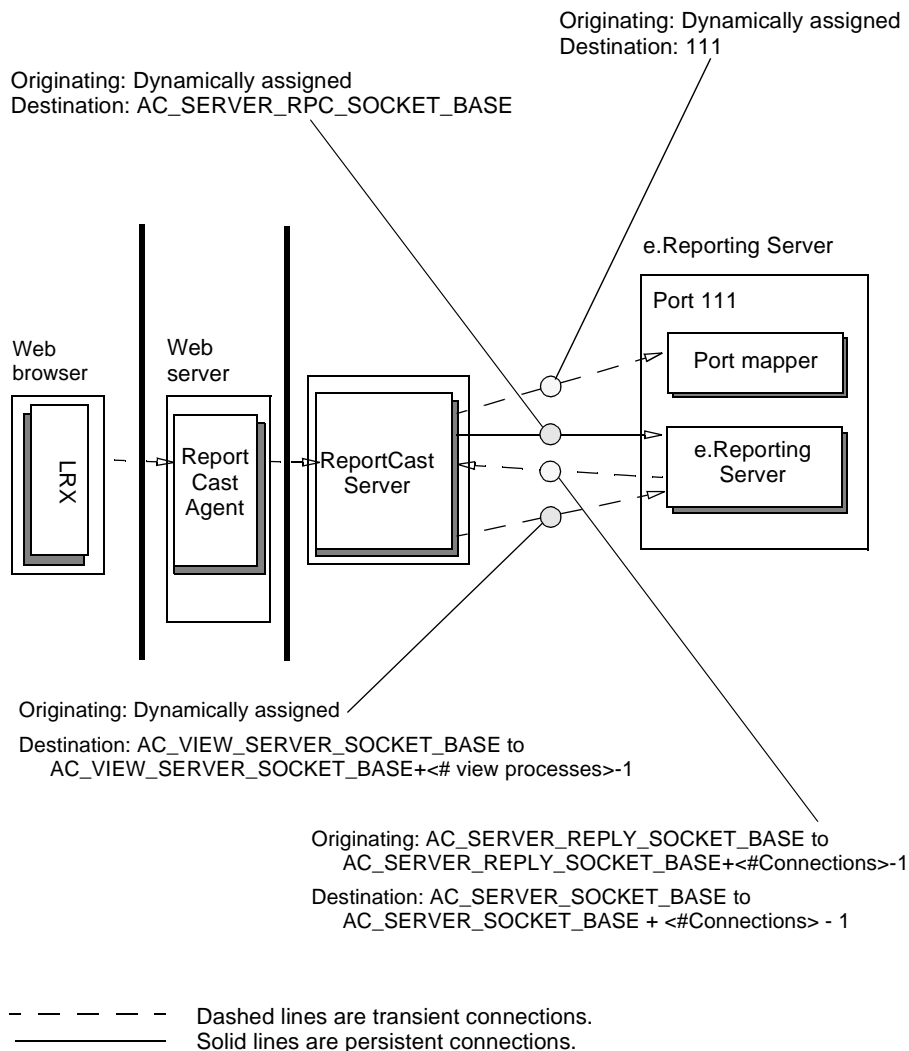 Originating: Dynamically assigned
Destination: 111
Originating: Dynamically assigned
Destination: AC_SERVER_RPC_SOCKET_BASE
e.Reporting Server
Port 111
Port mapper
e.Reporting
Server
Web
browser
LRX
Web
server
Report
Cast
Agent
ReportCast
Server
Originating: Dynamically assigned
Destination: AC_VIEW_SERVER_SOCKET_BASE to
AC_VIEW_SERVER_SOCKET_BASE+<# view processes>-1
Originating: AC_SERVER_REPLY_SOCKET_BASE to
AC_SERVER_REPLY_SOCKET_BASE+<#Connections>-1
Destination: AC_SERVER_SOCKET_BASE to
AC_SERVER_SOCKET_BASE + <#Connections> - 1
Dashed lines are transient connections.
Solid lines are persistent connections.